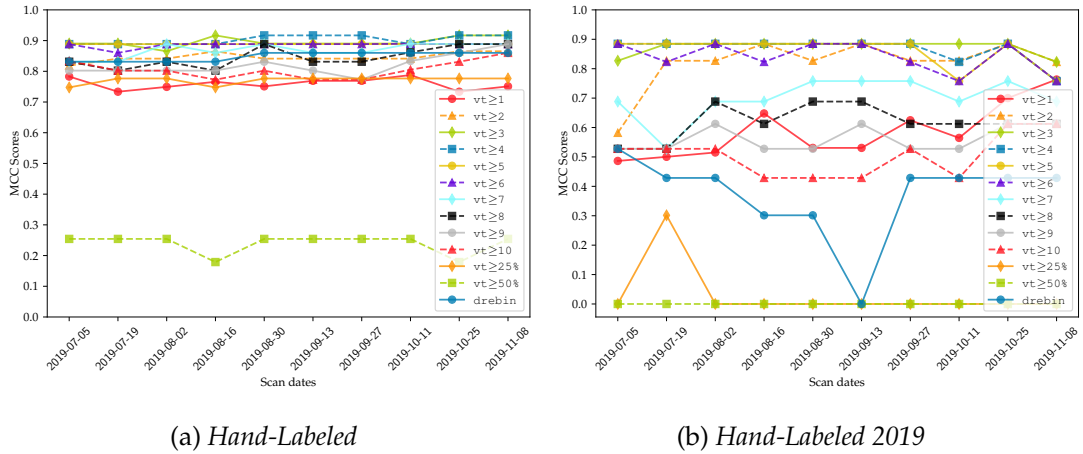 1.0
0.9
0.8
0.7
0.6
0.5
0.4
0.3
0.2
0.1
0.0
MCC Scores
vt≥1
vt≥2
vt≥3
vt≥4
vt≥5
vt≥6
vt≥7
vt≥8
vt≥9
vt≥10
vt≥25%
vt≥50%
drebin
2019-07-05
2019-07-19
2019-08-02
2019-08-16
2019-08-30
2019-09-13
2019-09-27
2019-10-11
2019-10-25
2019-11-08
Scan dates
(a) Hand-Labeled
1.0
0.9
0.8
0.7
0.6
0.5
0.4
0.3
0.2
0.1
0.0
MCC Scores
vt≥1
vt≥2
vt≥3
vt≥4
vt≥5
vt≥6
vt≥7
vt≥8
vt≥9
vt≥10
vt≥25%
vt≥50%
drebin
2019-07-05
2019-07-19
2019-08-02
2019-08-16
2019-08-30
2019-09-13
2019-09-27
2019-10-11
2019-10-25
2019-11-08
Scan dates
(b) Hand-Labeled 2019